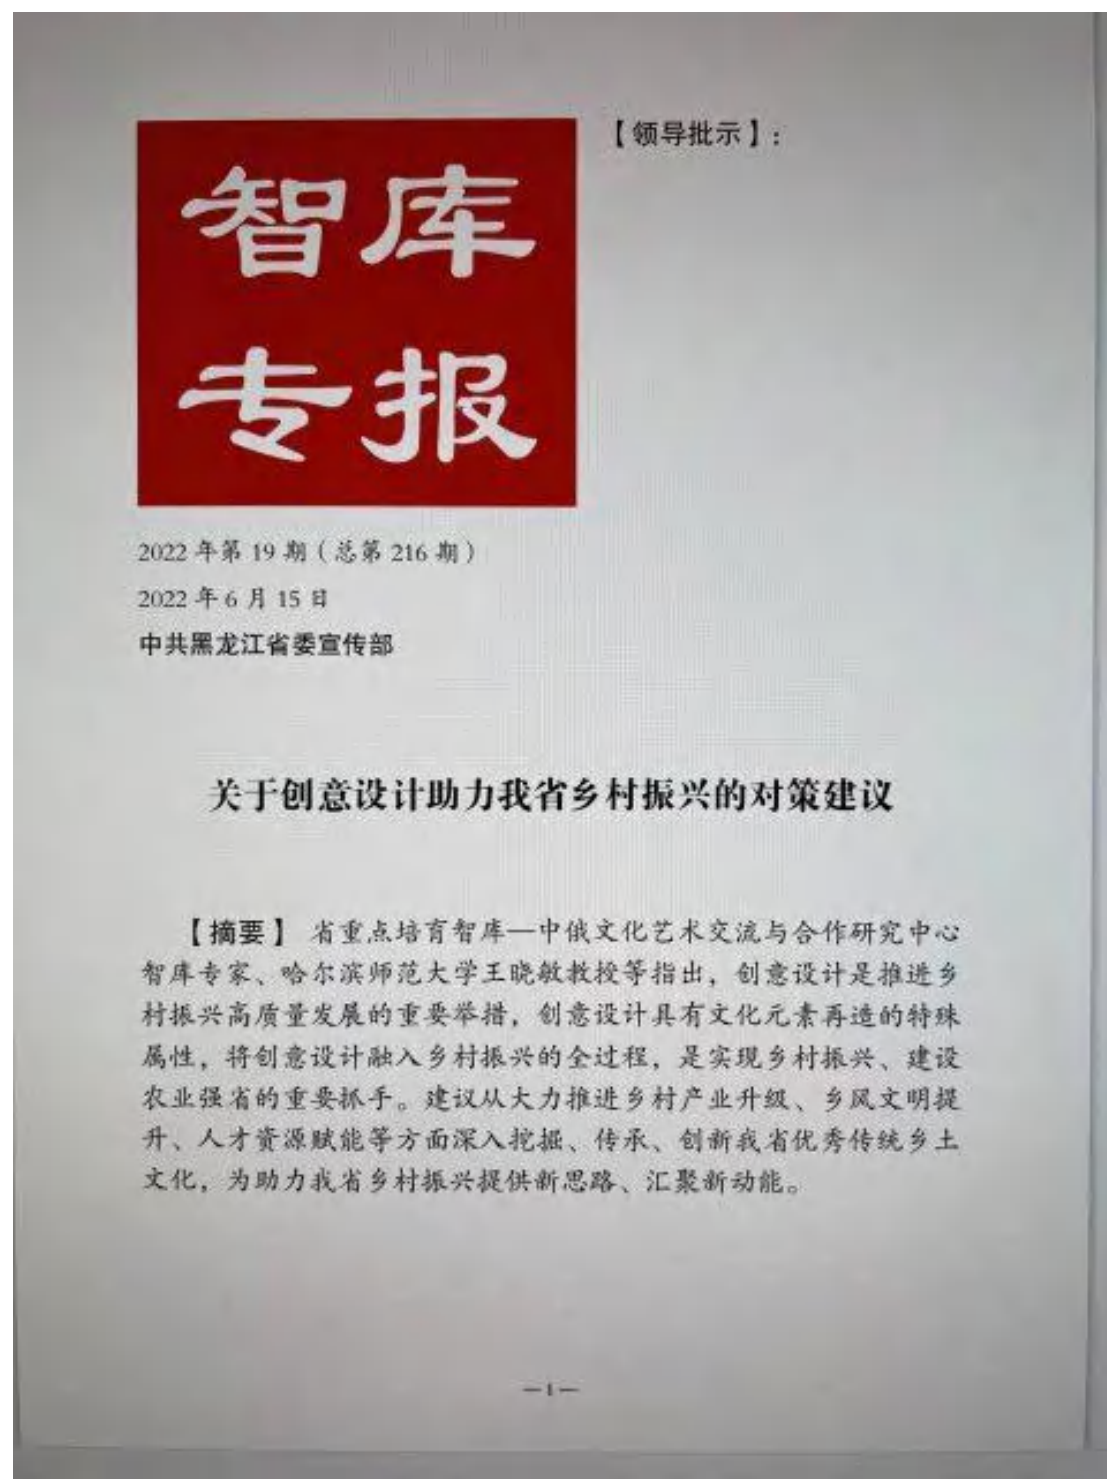 智库
专报
【领导批示】：
2022 年第 19 期（总第 216 期）
2022 年 6 月 15 日
中共黑龙江省委宣传部
关于创意设计助力我省乡村振兴的对策建议
【摘要】 省重点培育智库—中俄文化艺术交流与合作研究中心
智库专家、哈尔滨师范大学王晓敏教授等指出，创意设计是推进乡
村振兴高质量发展的重要举措，创意设计具有文化元素再造的特殊
属性，将创意设计融入乡村振兴的全过程，是实现乡村振兴、建设
农业强省的重要抓手。建议从大力推进乡村产业升级、乡风文明提
升、人才资源赋能等方面深入挖掘、传承、创新我省优秀传统乡土
文化，为助力我省乡村振兴提供新思路、汇聚新动能。
—1—